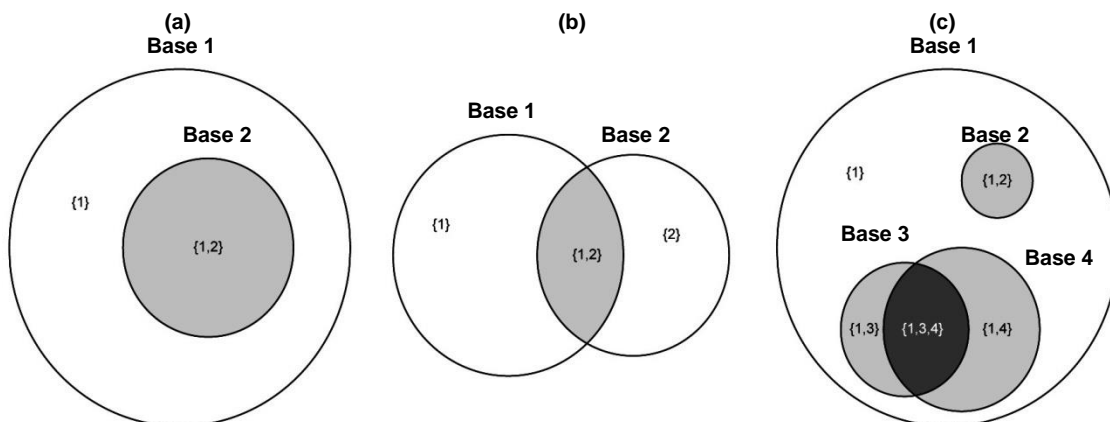 (a)
Base 1
Base 2
{1}
{1,2}
(b)
Base 1
Base 2
{1}
{1,2}
{2}
(c)
Base 1
Base 2
{1}
{1,2}
Base 3
Base 4
{1,3}
{1,3,4}
{1,4}